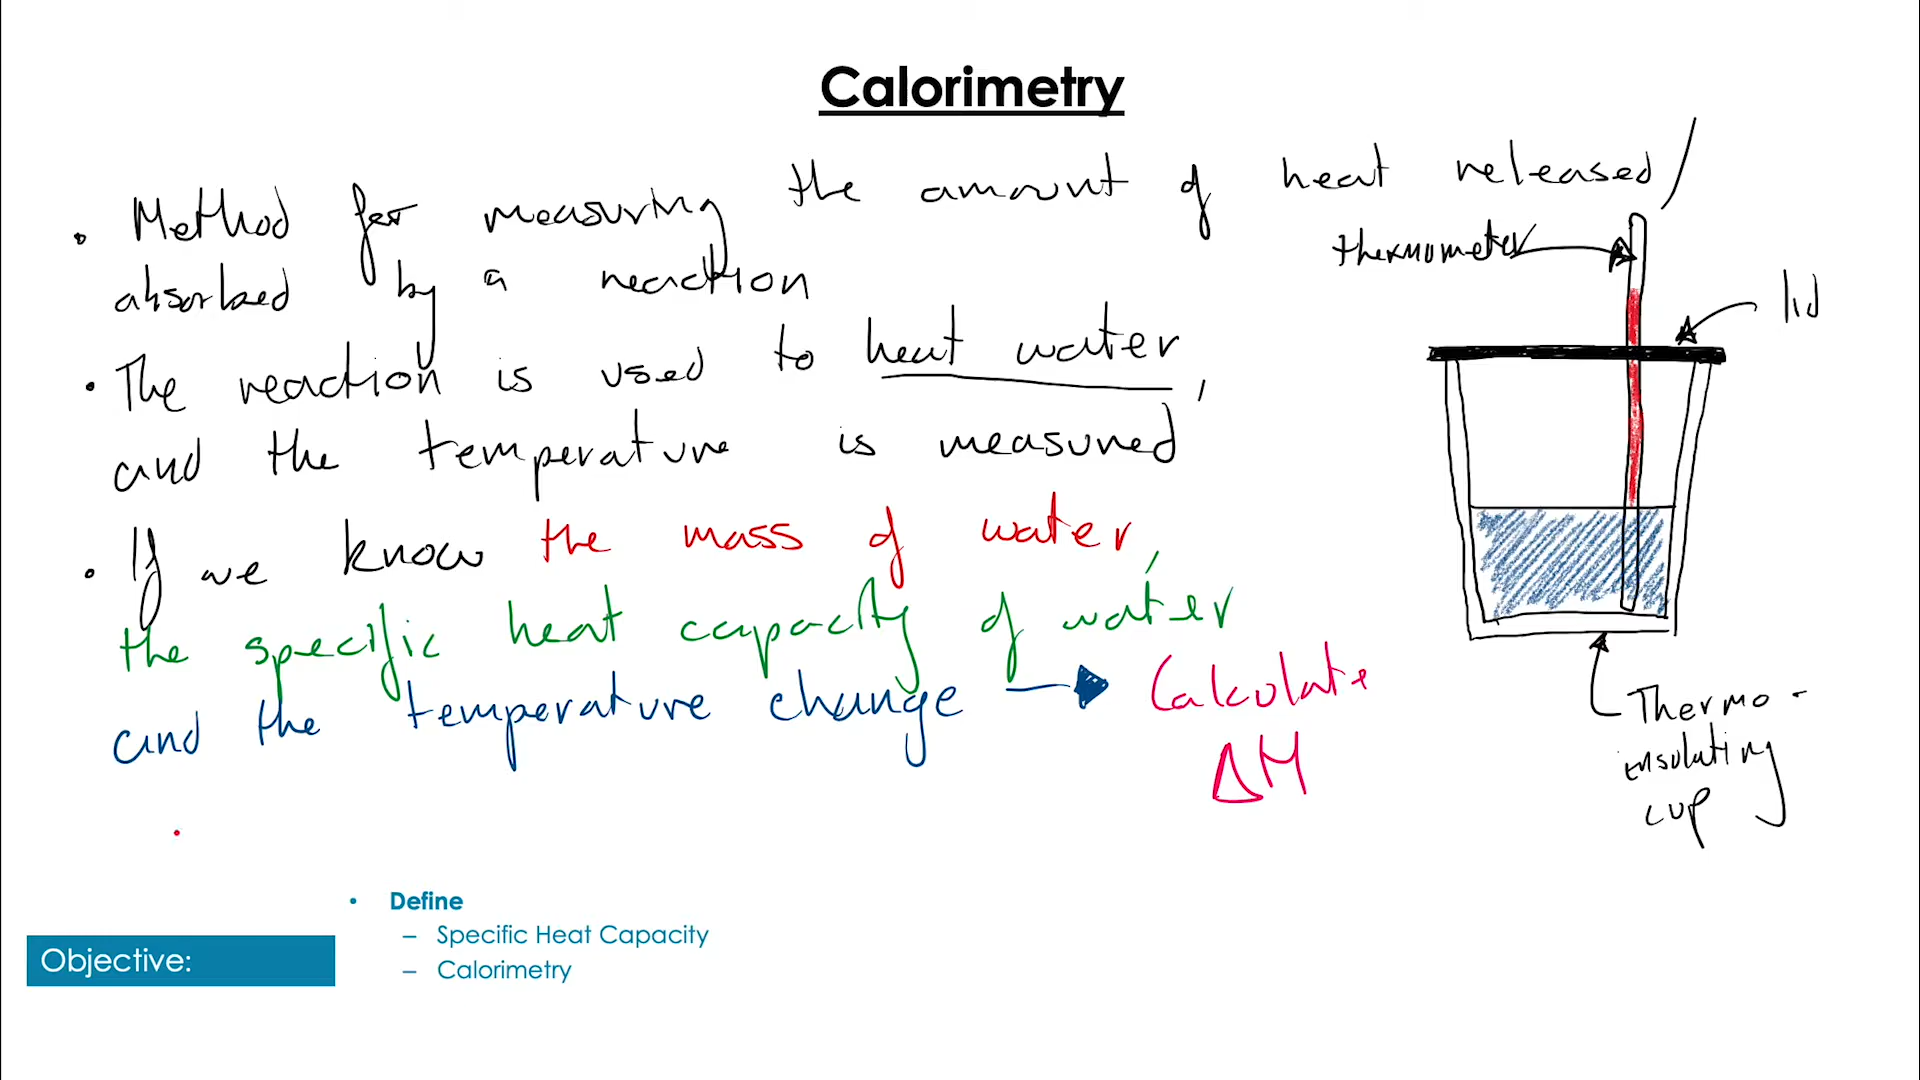 Calorimetry
• Method for measuring the amount of heat released/
absorbed by a reaction
• The reaction is used to heat water,
and the temperature is measured
• If we know the mass of water,
the specific heat capacity of water
and the temperature change → Calculate
ΔH
thermometer
lid
Thermo-
insulating
cup
Objective:
• Define
– Specific Heat Capacity
– Calorimetry